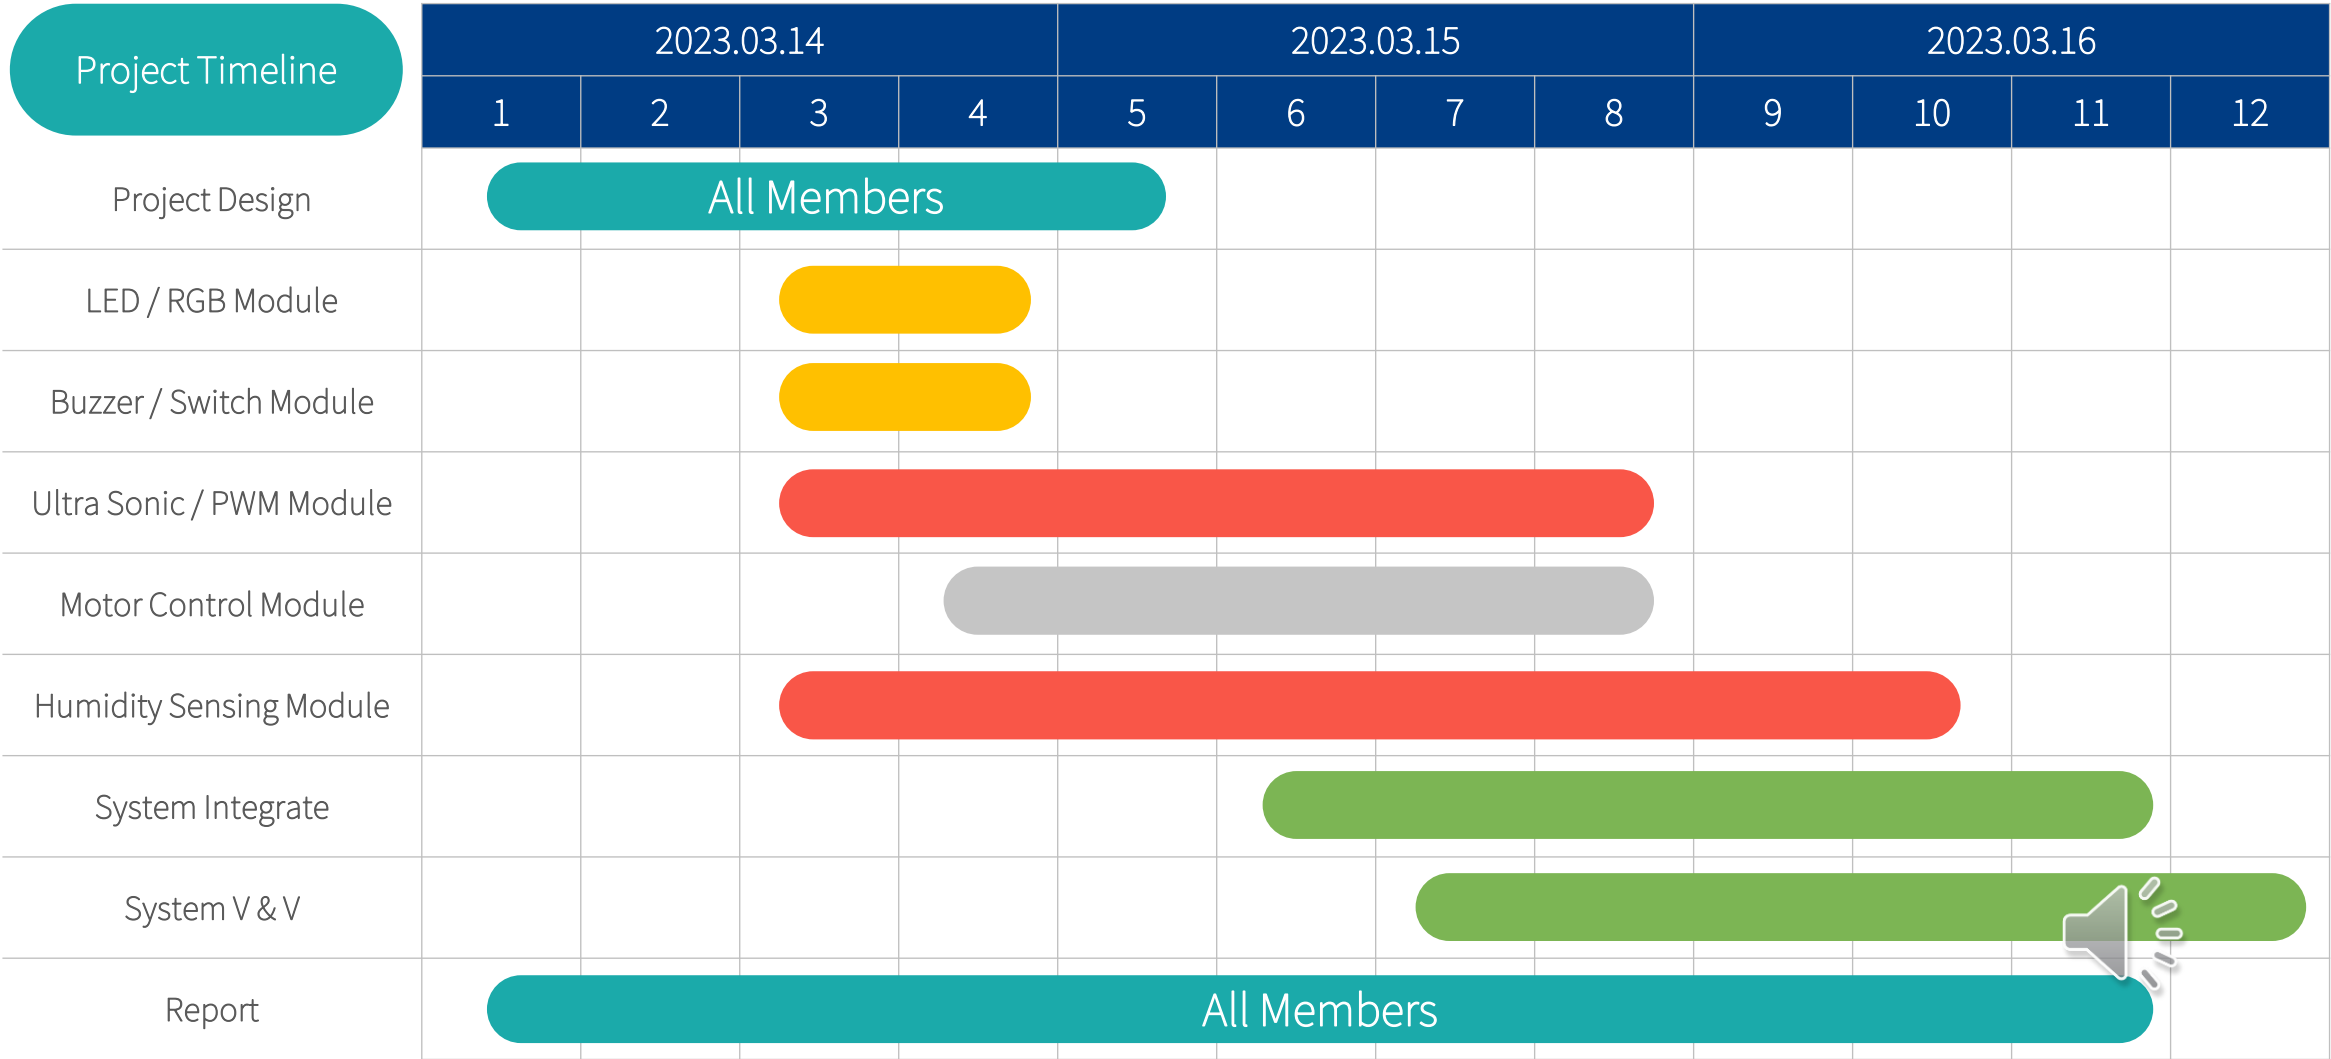 Project Timeline
2023.03.14 2023.03.15 2023.03.16
1 2 3 4 5 6 7 8 9 10 11 12
Project Design
All Members
LED / RGB Module
Buzzer / Switch Module
Ultra Sonic / PWM Module
Motor Control Module
Humidity Sensing Module
System Integrate
System V & V
Report
All Members